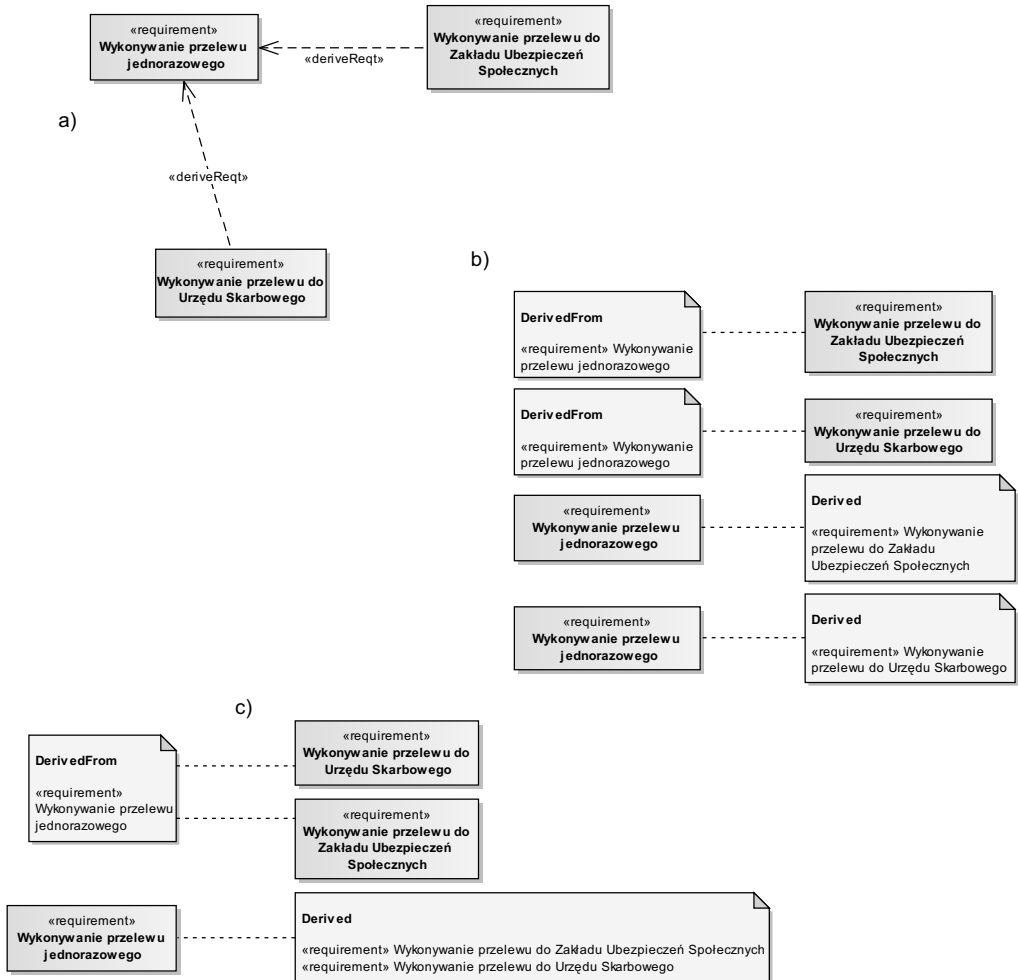 «requirement»
Wykonywanie przelewu
jednorazowego
«deriveReqt»
«requirement»
Wykonywanie przelewu do
Zakładu Ubezpieczeń
Społecznych
a)
«deriveReqt»
«requirement»
Wykonywanie przelewu do
Urzędu Skarbowego
b)
DerivedFrom
«requirement» Wykonywanie
przelewu jednorazowego
«requirement»
Wykonywanie przelewu do
Zakładu Ubezpieczeń
Społecznych
DerivedFrom
«requirement» Wykonywanie
przelewu jednorazowego
«requirement»
Wykonywanie przelewu do
Urzędu Skarbowego
«requirement»
Wykonywanie przelewu
jednorazowego
Derived
«requirement» Wykonywanie
przelewu do Zakładu
Ubezpieczeń Społecznych
«requirement»
Wykonywanie przelewu
jednorazowego
Derived
«requirement» Wykonywanie
przelewu do Urzędu Skarbowego
c)
DerivedFrom
«requirement»
Wykonywanie przelewu
jednorazowego
«requirement»
Wykonywanie przelewu do
Urzędu Skarbowego
«requirement»
Wykonywanie przelewu do
Zakładu Ubezpieczeń
Społecznych
«requirement»
Wykonywanie przelewu
jednorazowego
Derived
«requirement» Wykonywanie przelewu do Zakładu Ubezpieczeń Społecznych
«requirement» Wykonywanie przelewu do Urzędu Skarbowego